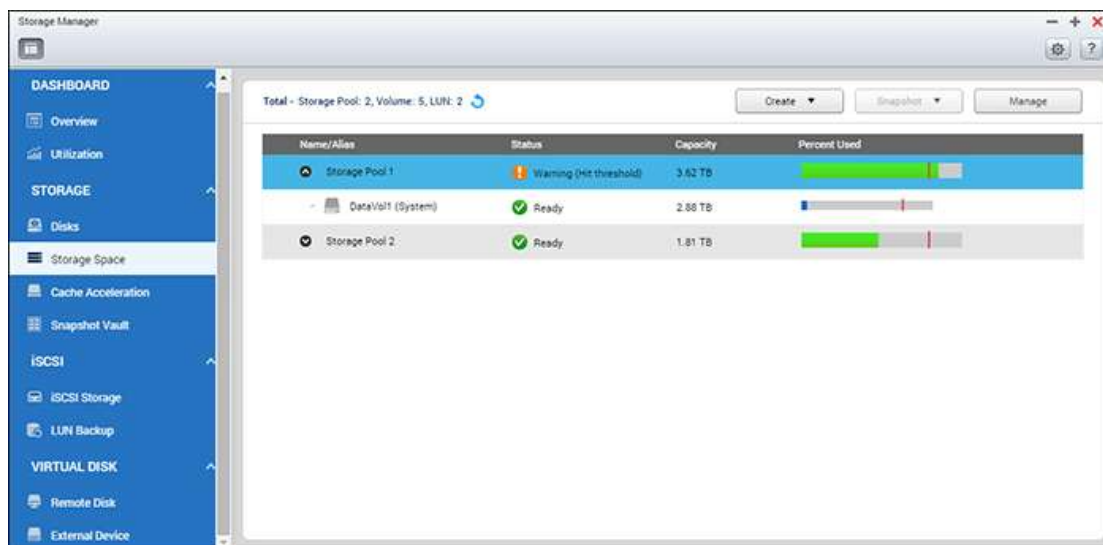 Storage Manager
?
DASHBOARD
Overview
Utilization
STORAGE
Disks
Storage Space
Cache Acceleration
Snapshot Vault
iSCSI
iSCSI Storage
LUN Backup
VIRTUAL DISK
Remote Disk
External Device
Total - Storage Pool: 2, Volume: 5, LUN: 2
Create
Snapshot
Manage
Name/Alias Status Capacity Percent Used
Storage Pool 1 Warning (Hit threshold) 3.62 TB
DataVol1 (System) Ready 2.88 TB
Storage Pool 2 Ready 1.81 TB